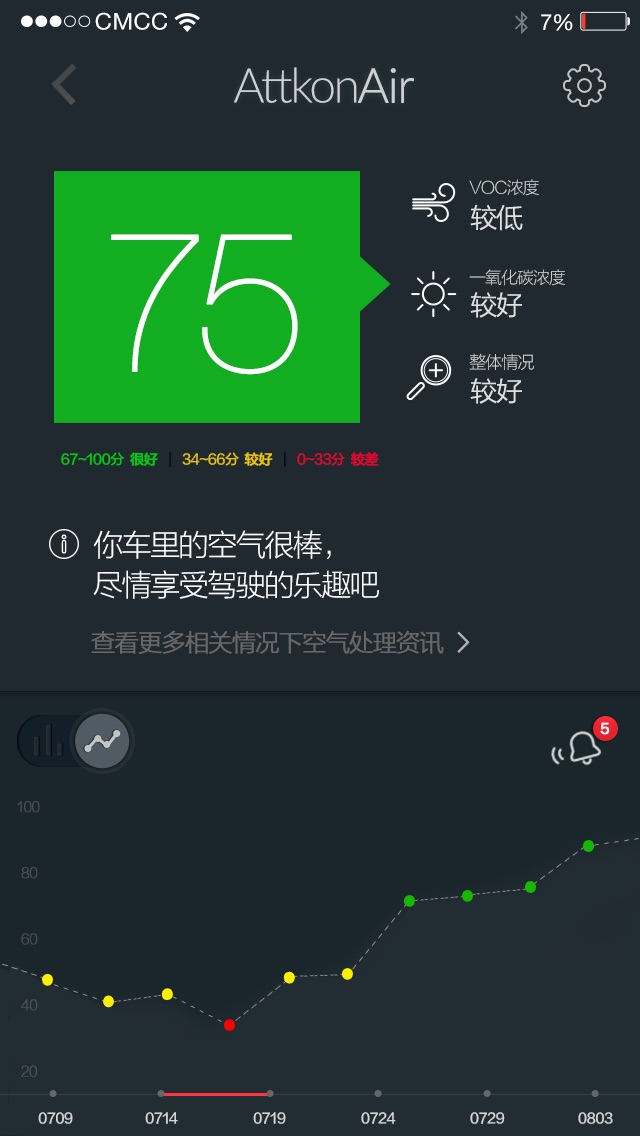 CMCC 7%
AttkonAir
75
VOC浓度
较低
一氧化碳浓度
较好
整体情况
较好
67~100分 很好 | 34~66分 较好 | 0~33分 较差
你车里的空气很棒，
尽情享受驾驶的乐趣吧
查看更多相关情况下空气处理资讯
5
100
80
60
40
20
0709 0714 0719 0724 0729 0803